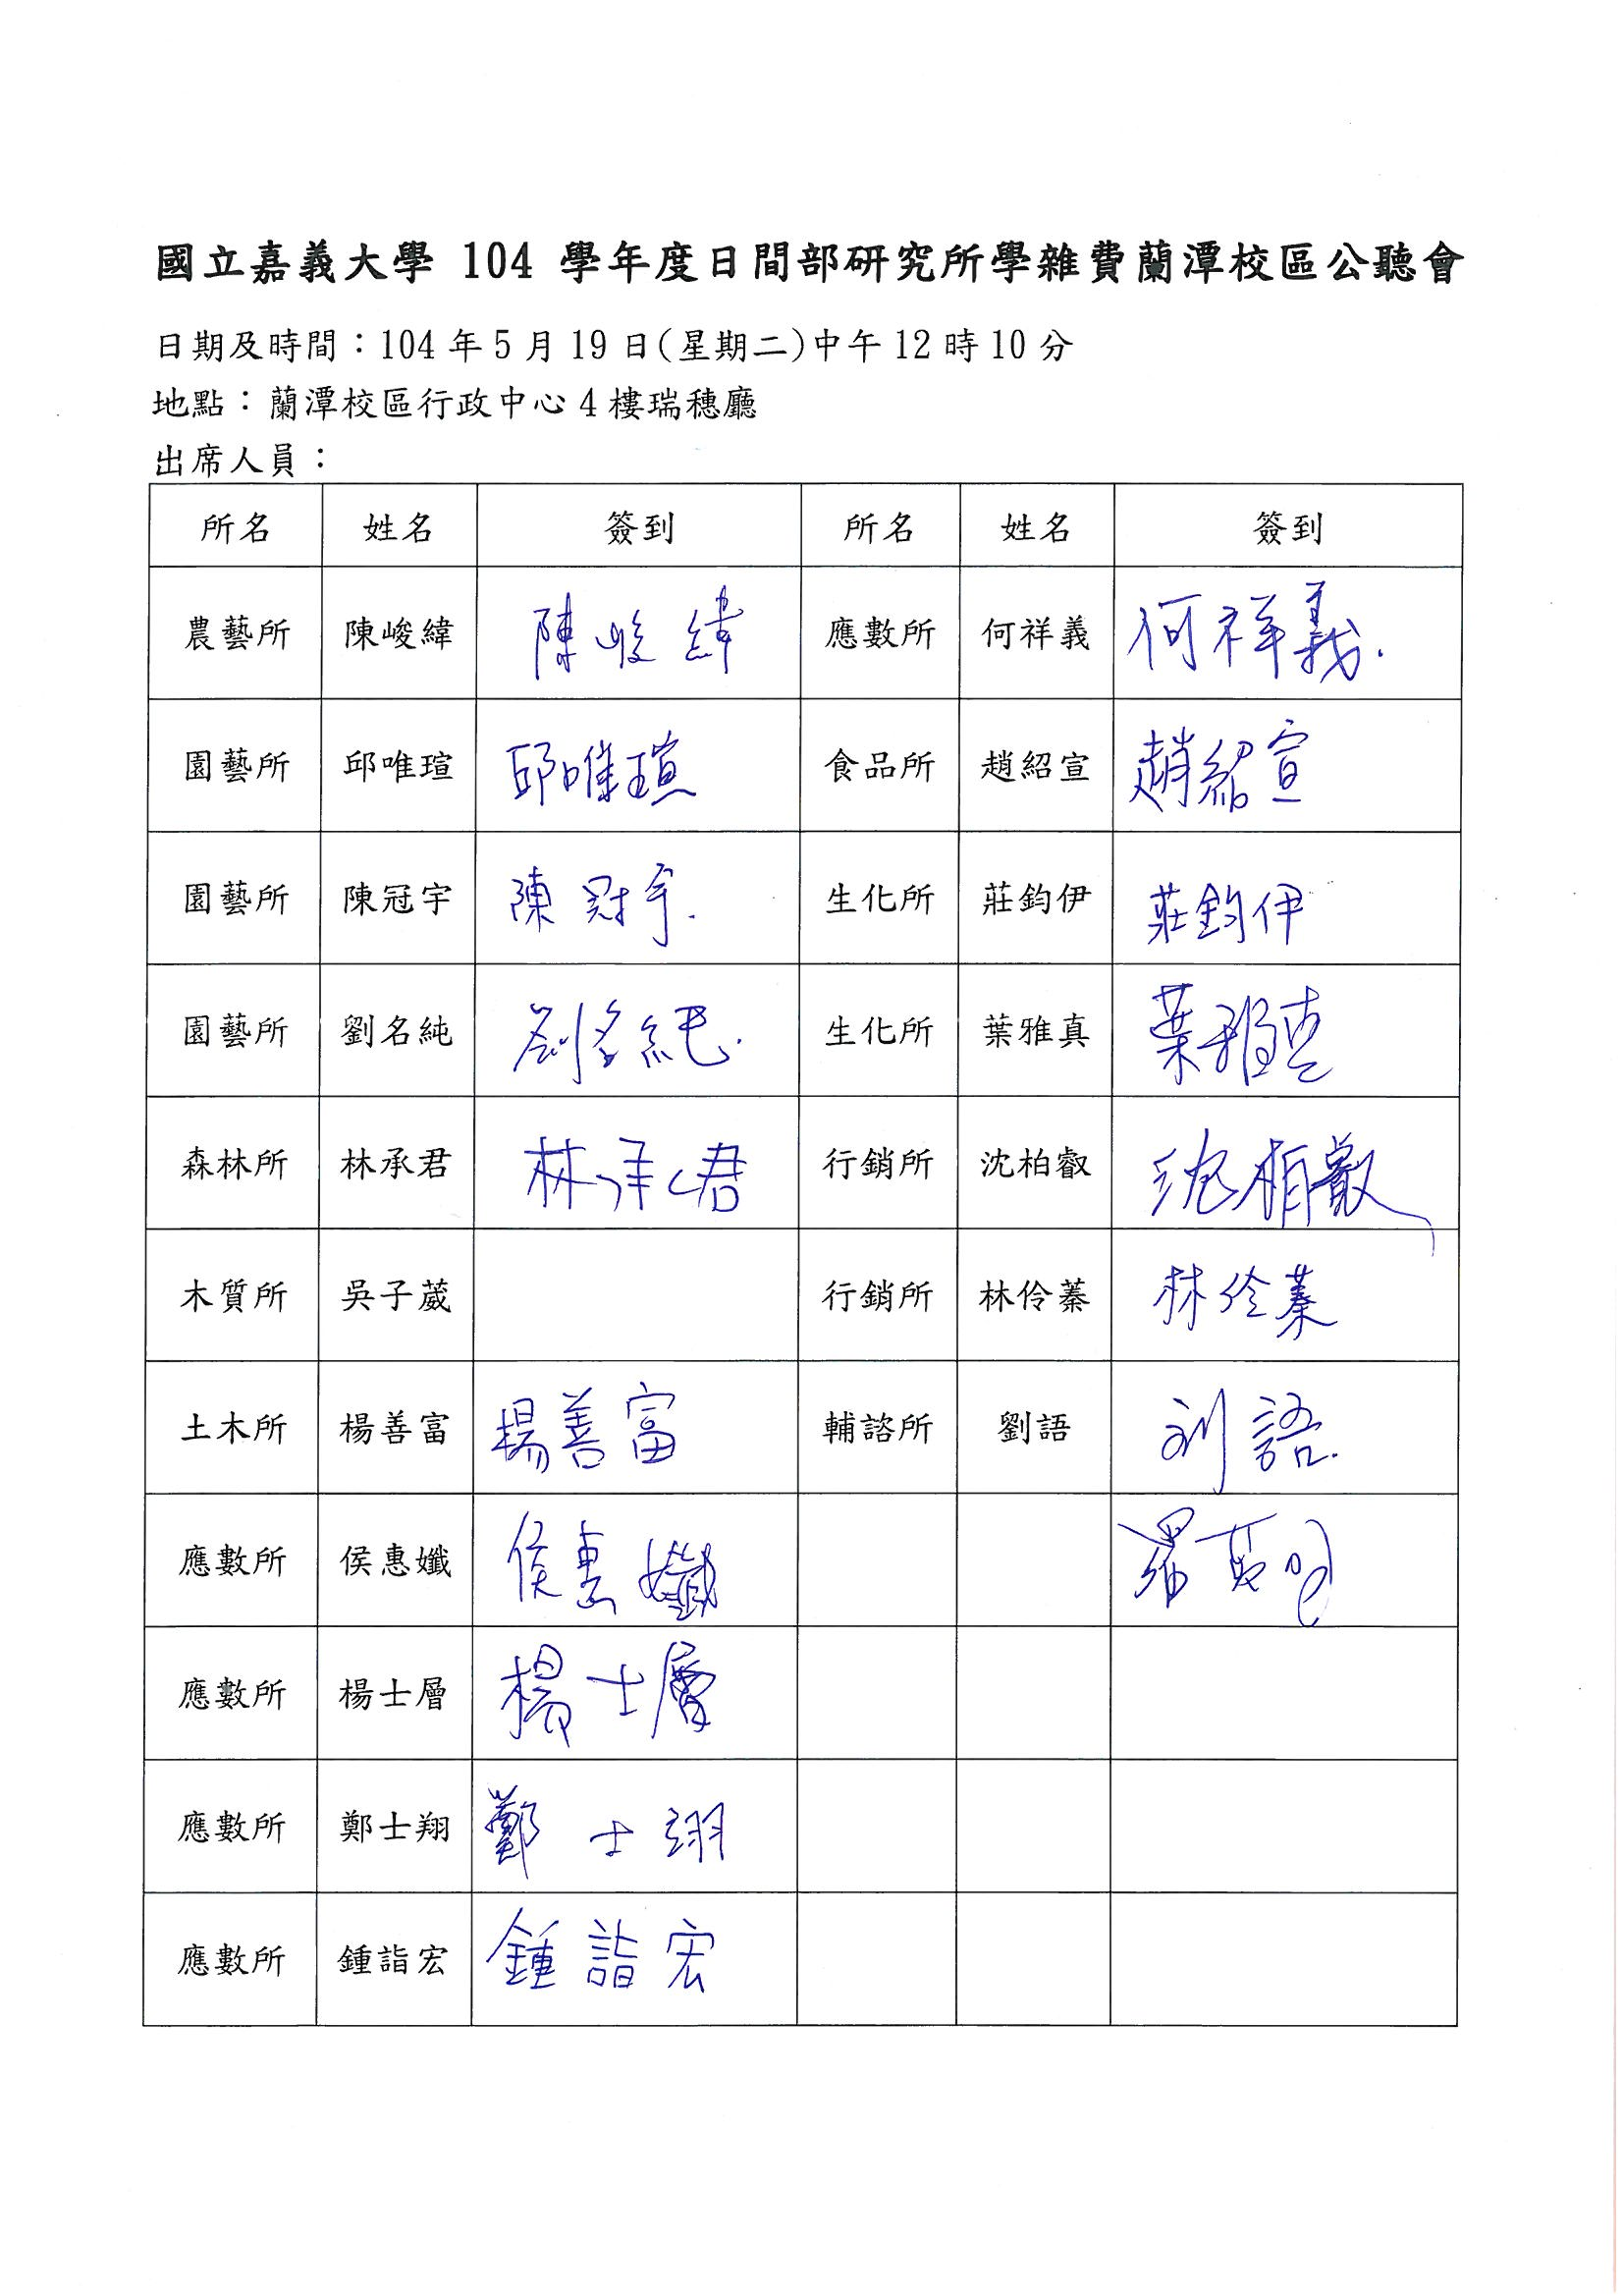 國立嘉義大學 104 學年度日間部研究所學雜費蘭潭校區公聽會
日期及時間：104年5月19日(星期二)中午12時10分
地點：蘭潭校區行政中心4樓瑞穗廳
出席人員：
所名 姓名 簽到 所名 姓名 簽到
農藝所 陳峻緯 陳峻緯 應數所 何祥義 何祥義.
園藝所 邱唯瑄 邱唯瑄 食品所 趙紹宣 趙紹宣
園藝所 陳冠宇 陳冠宇. 生化所 莊鈞伊 莊鈞伊
園藝所 劉名純 劉名純. 生化所 葉雅真 葉雅真
森林所 林承君 林承君 行銷所 沈柏叡 沈柏叡
木質所 吳子葳 行銷所 林伶蓁 林伶蓁
土木所 楊善富 楊善富 輔諮所 劉語 刘語.
應數所 侯惠孅 侯惠孅 羅
應數所 楊士層 楊士層
應數所 鄭士翔 鄭士翔
應數所 鍾詣宏 鍾詣宏